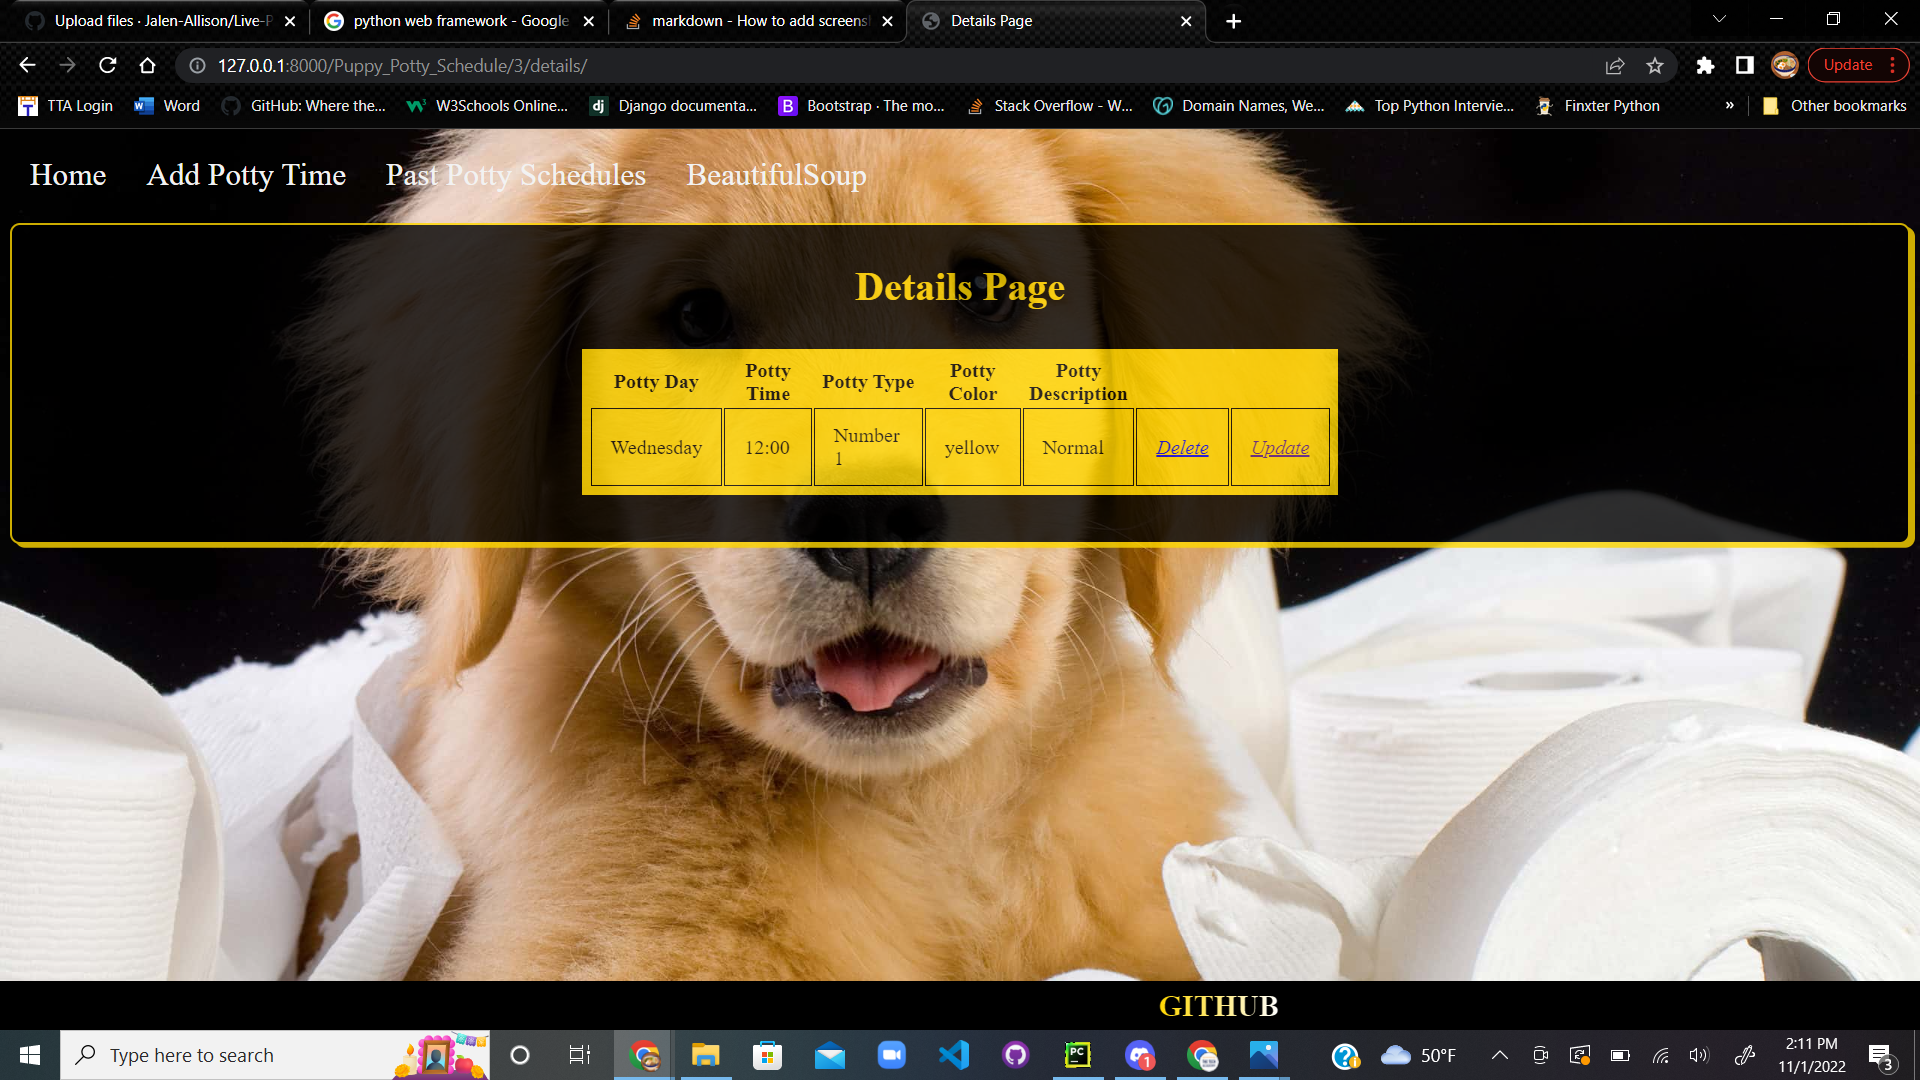 Upload files · Jalen-Allison/Live-P
python web framework - Google
markdown - How to add screensh
Details Page
127.0.0.1:8000/Puppy_Potty_Schedule/3/details/
Update
TTA Login
Word
GitHub: Where the...
W3Schools Online...
Django documenta...
Bootstrap · The mo...
Stack Overflow - W...
Domain Names, We...
Top Python Intervie...
Finxter Python
»
Other bookmarks
Home
Add Potty Time
Past Potty Schedules
BeautifulSoup
Details Page
Potty Day
Potty
Time
Potty Type
Potty
Color
Potty
Description
Wednesday
12:00
Number
1
yellow
Normal
Delete
Update
GITHUB
Type here to search
50°F
2:11 PM
11/1/2022
3